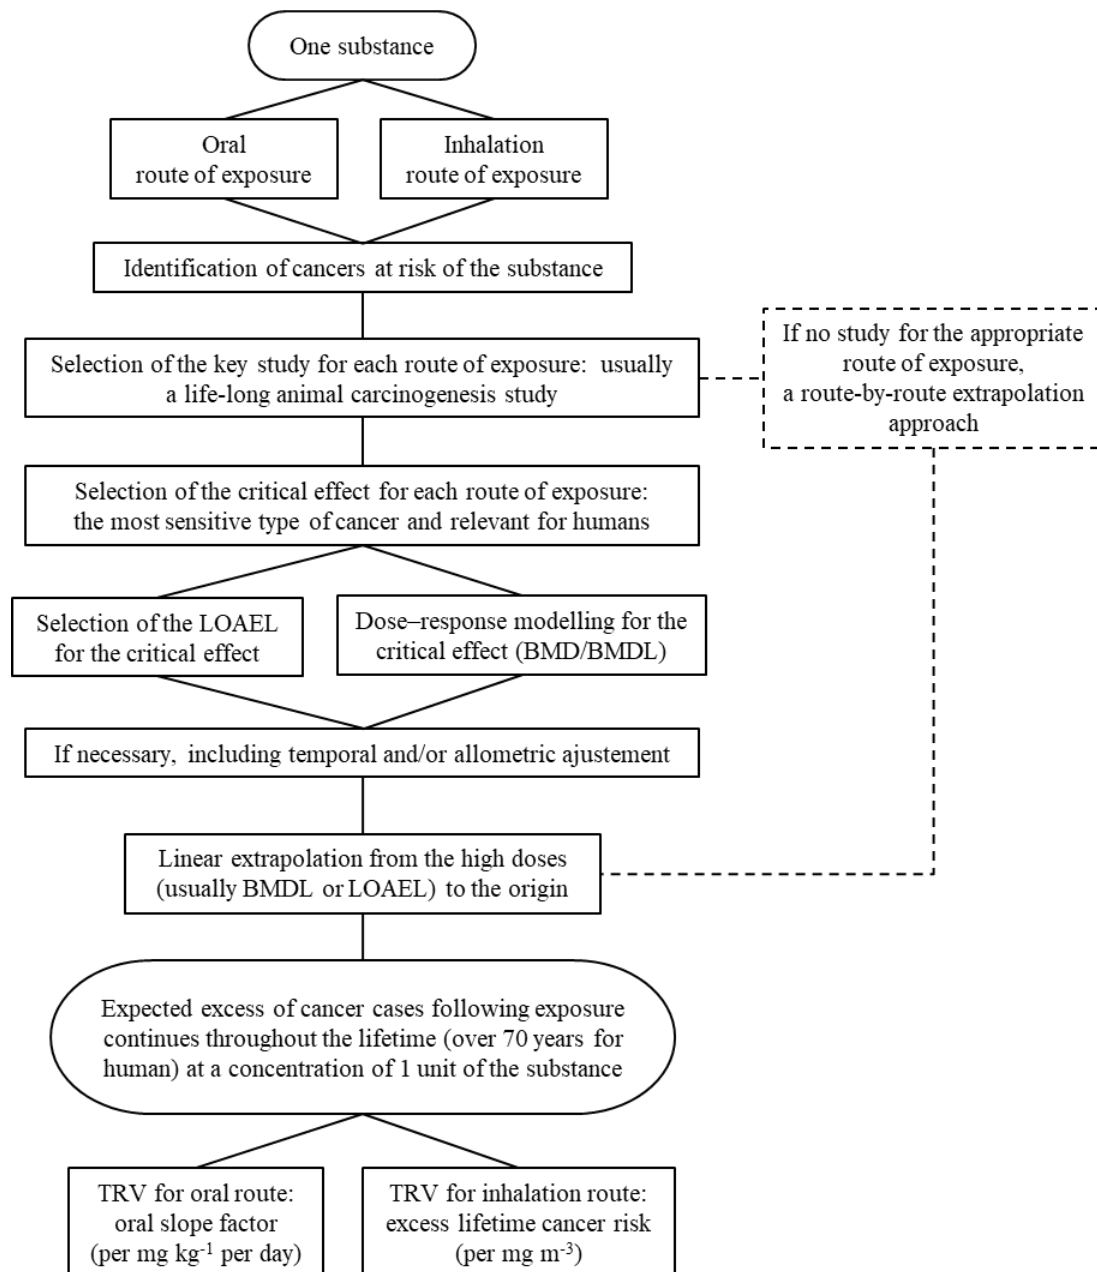 One substance
Oral
route of exposure
Inhalation
route of exposure
Identification of cancers at risk of the substance
Selection of the key study for each route of exposure: usually
a life-long animal carcinogenesis study
If no study for the appropriate
route of exposure,
a route-by-route extrapolation
approach
Selection of the critical effect for each route of exposure:
the most sensitive type of cancer and relevant for humans
Selection of the LOAEL
for the critical effect
Dose–response modelling for the
critical effect (BMD/BMDL)
If necessary, including temporal and/or allometric ajustement
Linear extrapolation from the high doses
(usually BMDL or LOAEL) to the origin
Expected excess of cancer cases following exposure
continues throughout the lifetime (over 70 years for
human) at a concentration of 1 unit of the substance
TRV for oral route:
oral slope factor
(per mg kg⁻¹ per day)
TRV for inhalation route:
excess lifetime cancer risk
(per mg m⁻³)